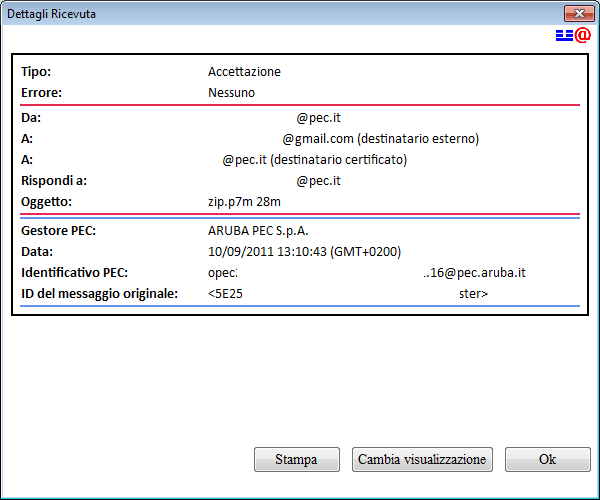 Dettagli Ricevuta
Tipo: Accettazione
Errore: Nessuno
Da: @pec.it
A: @gmail.com (destinatario esterno)
A: @pec.it (destinatario certificato)
Rispondi a: @pec.it
Oggetto: zip.p7m 28m
Gestore PEC: ARUBA PEC S.p.A.
Data: 10/09/2011 13:10:43 (GMT+0200)
Identificativo PEC: opec2 ..16@pec.aruba.it
ID del messaggio originale: <5E25 ster>
Stampa Cambia visualizzazione Ok